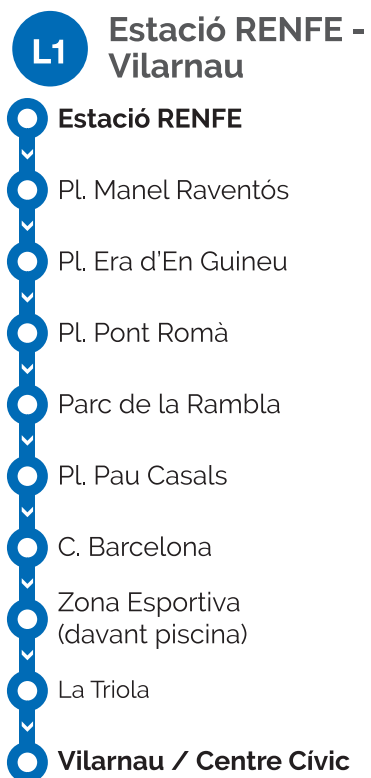 L1
Estació RENFE -
Vilarnau
Estació RENFE
Pl. Manel Raventós
Pl. Era d'En Guineu
Pl. Pont Romà
Parc de la Rambla
Pl. Pau Casals
C. Barcelona
Zona Esportiva
(davant piscina)
La Triola
Vilarnau / Centre Cívic